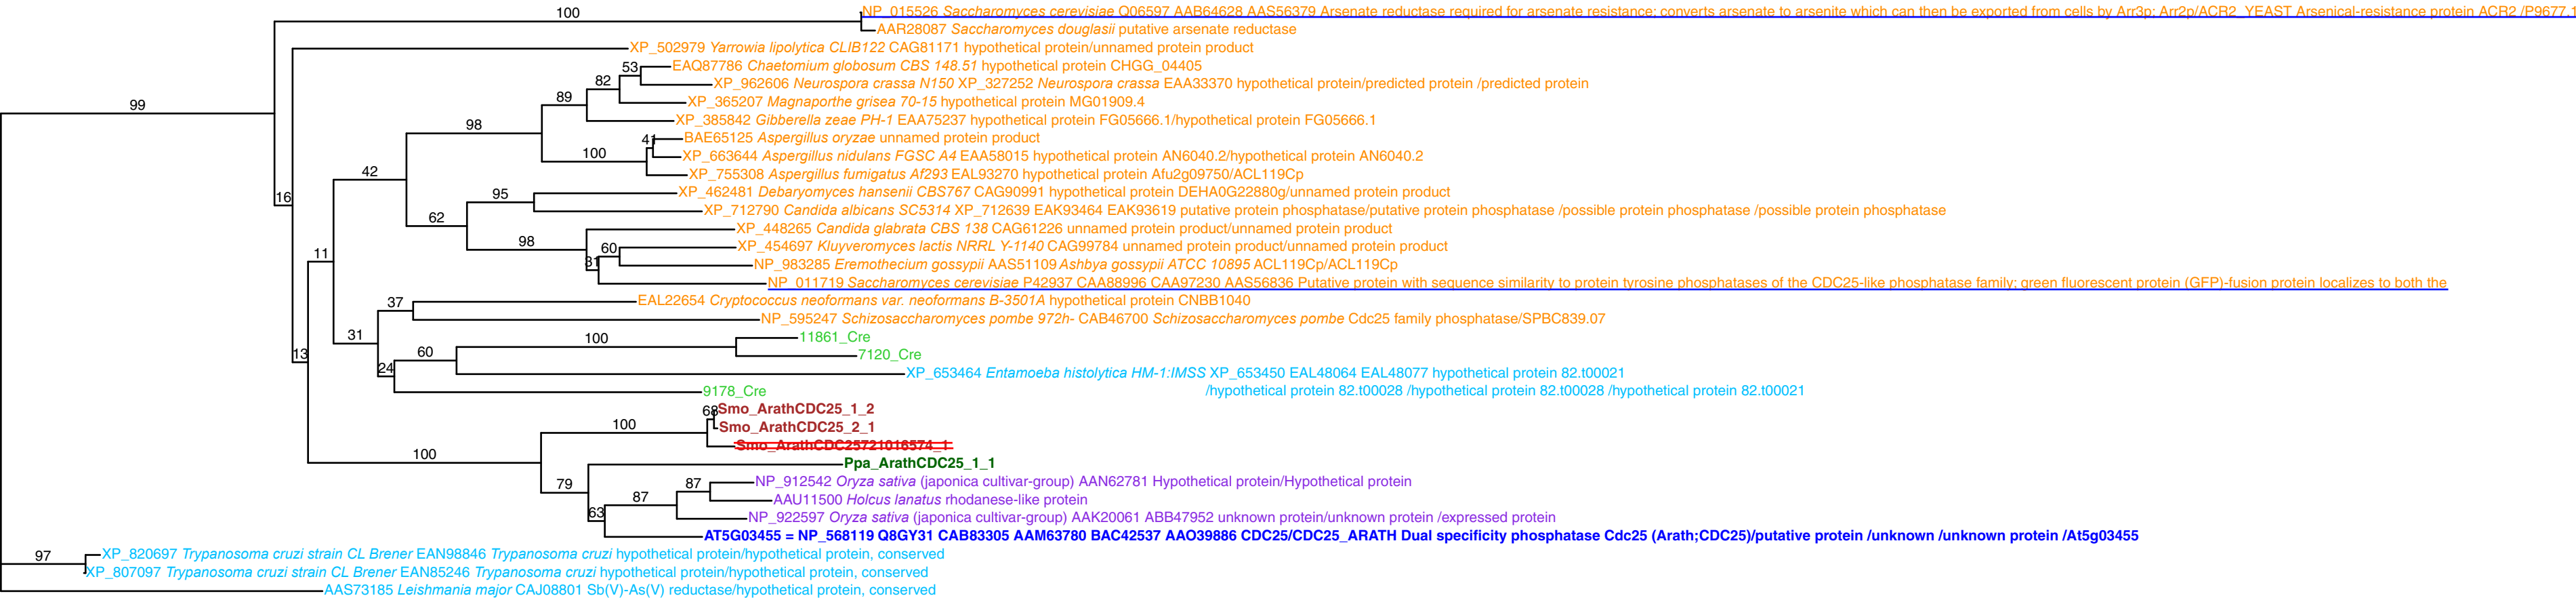 100
NP_015526 Saccharomyces cerevisiae Q06597 AAB64628 AAS56379 Arsenate reductase required for arsenate resistance; converts arsenate to arsenite which can then be exported from cells by Arr3p; Arr2p/ACR2_YEAST Arsenical-resistance protein ACR2 /P9677.1
AAR28087 Saccharomyces douglasii putative arsenate reductase
XP_502979 Yarrowia lipolytica CLIB122 CAG81171 hypothetical protein/unnamed protein product
53 EAQ87786 Chaetomium globosum CBS 148.51 hypothetical protein CHGG_04405
82 XP_962606 Neurospora crassa N150 XP_327252 Neurospora crassa EAA33370 hypothetical protein/predicted protein /predicted protein
99 89 XP_365207 Magnaporthe grisea 70-15 hypothetical protein MG01909.4
98 XP_385842 Gibberella zeae PH-1 EAA75237 hypothetical protein FG05666.1/hypothetical protein FG05666.1
41 BAE65125 Aspergillus oryzae unnamed protein product
100 XP_663644 Aspergillus nidulans FGSC A4 EAA58015 hypothetical protein AN6040.2/hypothetical protein AN6040.2
42 XP_755308 Aspergillus fumigatus Af293 EAL93270 hypothetical protein Afu2g09750/ACL119Cp
16 95 XP_462481 Debaryomyces hansenii CBS767 CAG90991 hypothetical protein DEHA0G22880g/unnamed protein product
62 XP_712790 Candida albicans SC5314 XP_712639 EAK93464 EAK93619 putative protein phosphatase/putative protein phosphatase /possible protein phosphatase /possible protein phosphatase
98 XP_448265 Candida glabrata CBS 138 CAG61226 unnamed protein product/unnamed protein product
11 60 XP_454697 Kluyveromyces lactis NRRL Y-1140 CAG99784 unnamed protein product/unnamed protein product
31 NP_983285 Eremothecium gossypii AAS51109 Ashbya gossypii ATCC 10895 ACL119Cp/ACL119Cp
NP_011719 Saccharomyces cerevisiae P42937 CAA88996 CAA97230 AAS56836 Putative protein with sequence similarity to protein tyrosine phosphatases of the CDC25-like phosphatase family; green fluorescent protein (GFP)-fusion protein localizes to both the
37 EAL22654 Cryptococcus neoformans var. neoformans B-3501A hypothetical protein CNBB1040
NP_595247 Schizosaccharomyces pombe 972h- CAB46700 Schizosaccharomyces pombe Cdc25 family phosphatase/SPBC839.07
31 100 11861_Cre
13 60 7120_Cre
24 XP_653464 Entamoeba histolytica HM-1:IMSS XP_653450 EAL48064 EAL48077 hypothetical protein 82.t00021
9178_Cre /hypothetical protein 82.t00028 /hypothetical protein 82.t00028 /hypothetical protein 82.t00021
68 Smo_ArathCDC25_1_2
100 Smo_ArathCDC25_2_1
Smo_ArathCDC25721016574_1
100 Ppa_ArathCDC25_1_1
79 87 NP_912542 Oryza sativa (japonica cultivar-group) AAN62781 Hypothetical protein/Hypothetical protein
87 AAU11500 Holcus lanatus rhodanese-like protein
63 NP_922597 Oryza sativa (japonica cultivar-group) AAK20061 ABB47952 unknown protein/unknown protein /expressed protein
AT5G03455 = NP_568119 Q8GY31 CAB83305 AAM63780 BAC42537 AAO39886 CDC25/CDC25_ARATH Dual specificity phosphatase Cdc25 (Arath;CDC25)/putative protein /unknown /unknown protein /At5g03455
97 XP_820697 Trypanosoma cruzi strain CL Brener EAN98846 Trypanosoma cruzi hypothetical protein/hypothetical protein, conserved
XP_807097 Trypanosoma cruzi strain CL Brener EAN85246 Trypanosoma cruzi hypothetical protein/hypothetical protein, conserved
AAS73185 Leishmania major CAJ08801 Sb(V)-As(V) reductase/hypothetical protein, conserved